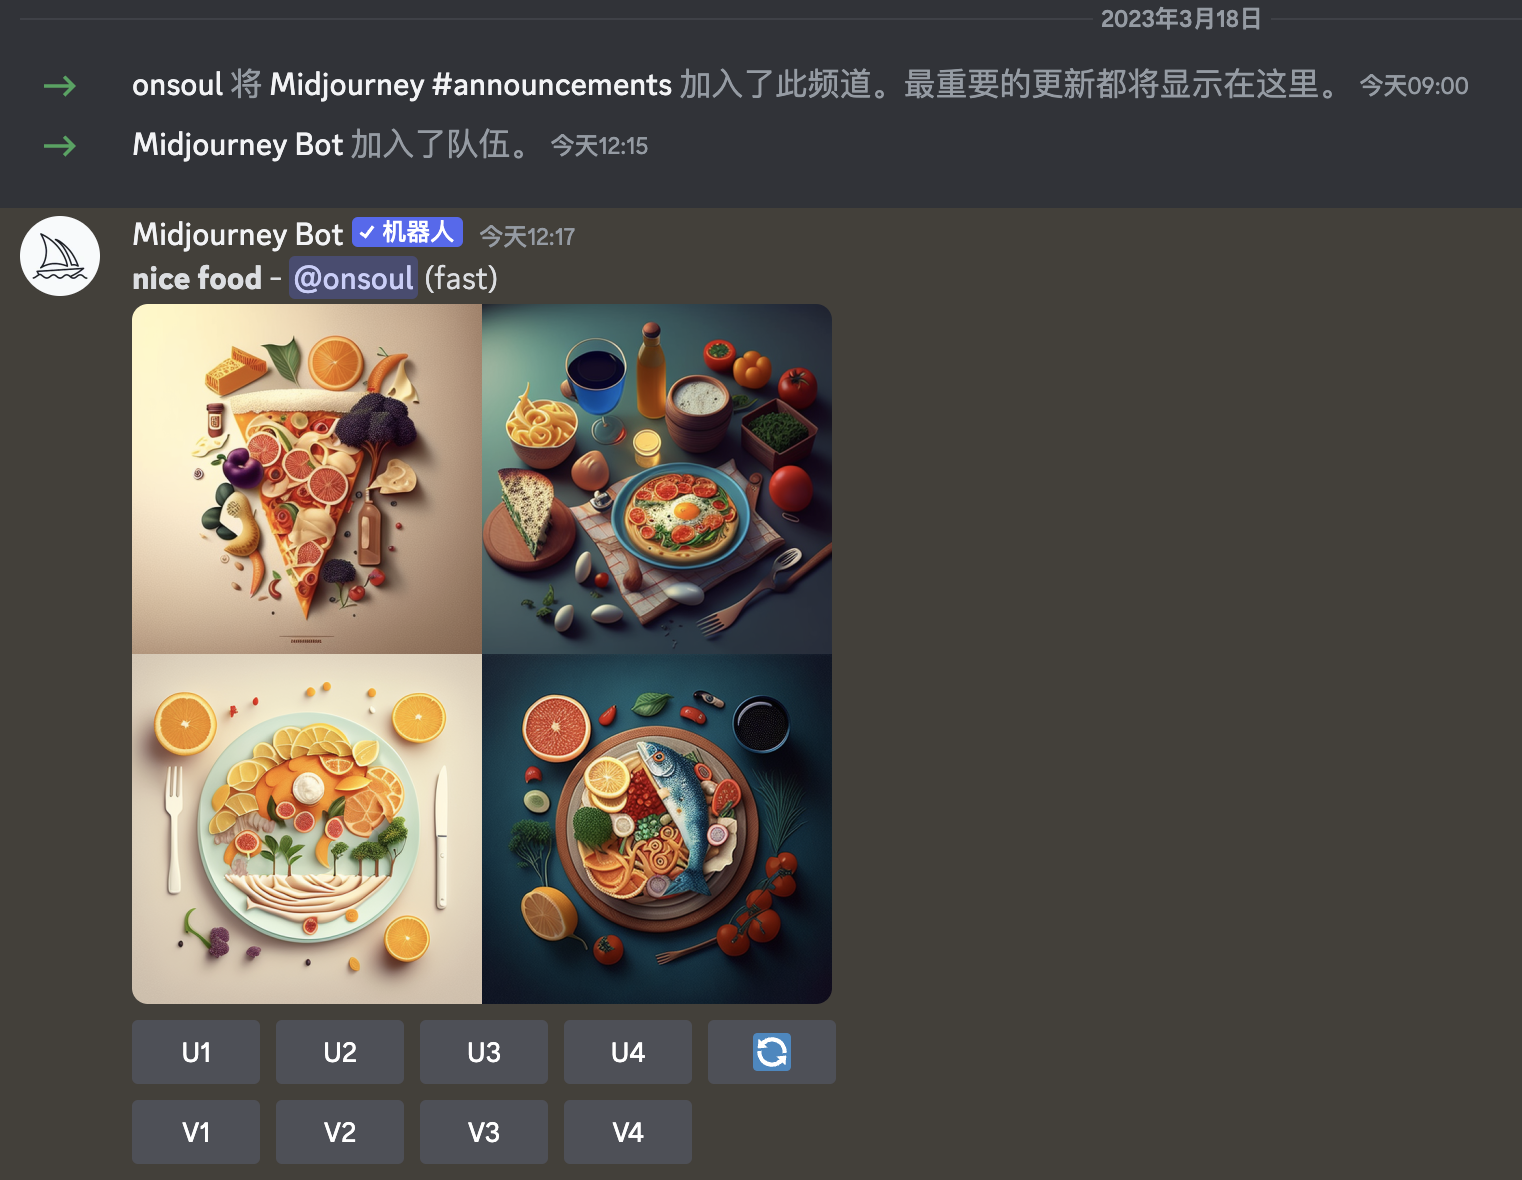 2023年3月18日
onsoul 将 Midjourney #announcements 加入了此频道。最重要的更新都将显示在这里。 今天09:00
Midjourney Bot 加入了队伍。 今天12:15
Midjourney Bot ✓ 机器人 今天12:17
nice food - @onsoul (fast)
U1 U2 U3 U4
V1 V2 V3 V4